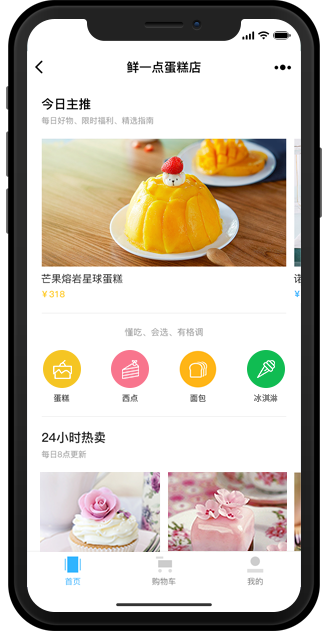 鲜一点蛋糕店
今日主推
每日好物、限时福利、精选指南
芒果熔岩星球蛋糕
¥318
¥
懂吃、会选、有格调
蛋糕
西点
面包
冰淇淋
24小时热卖
每日8点更新
首页
购物车
我的